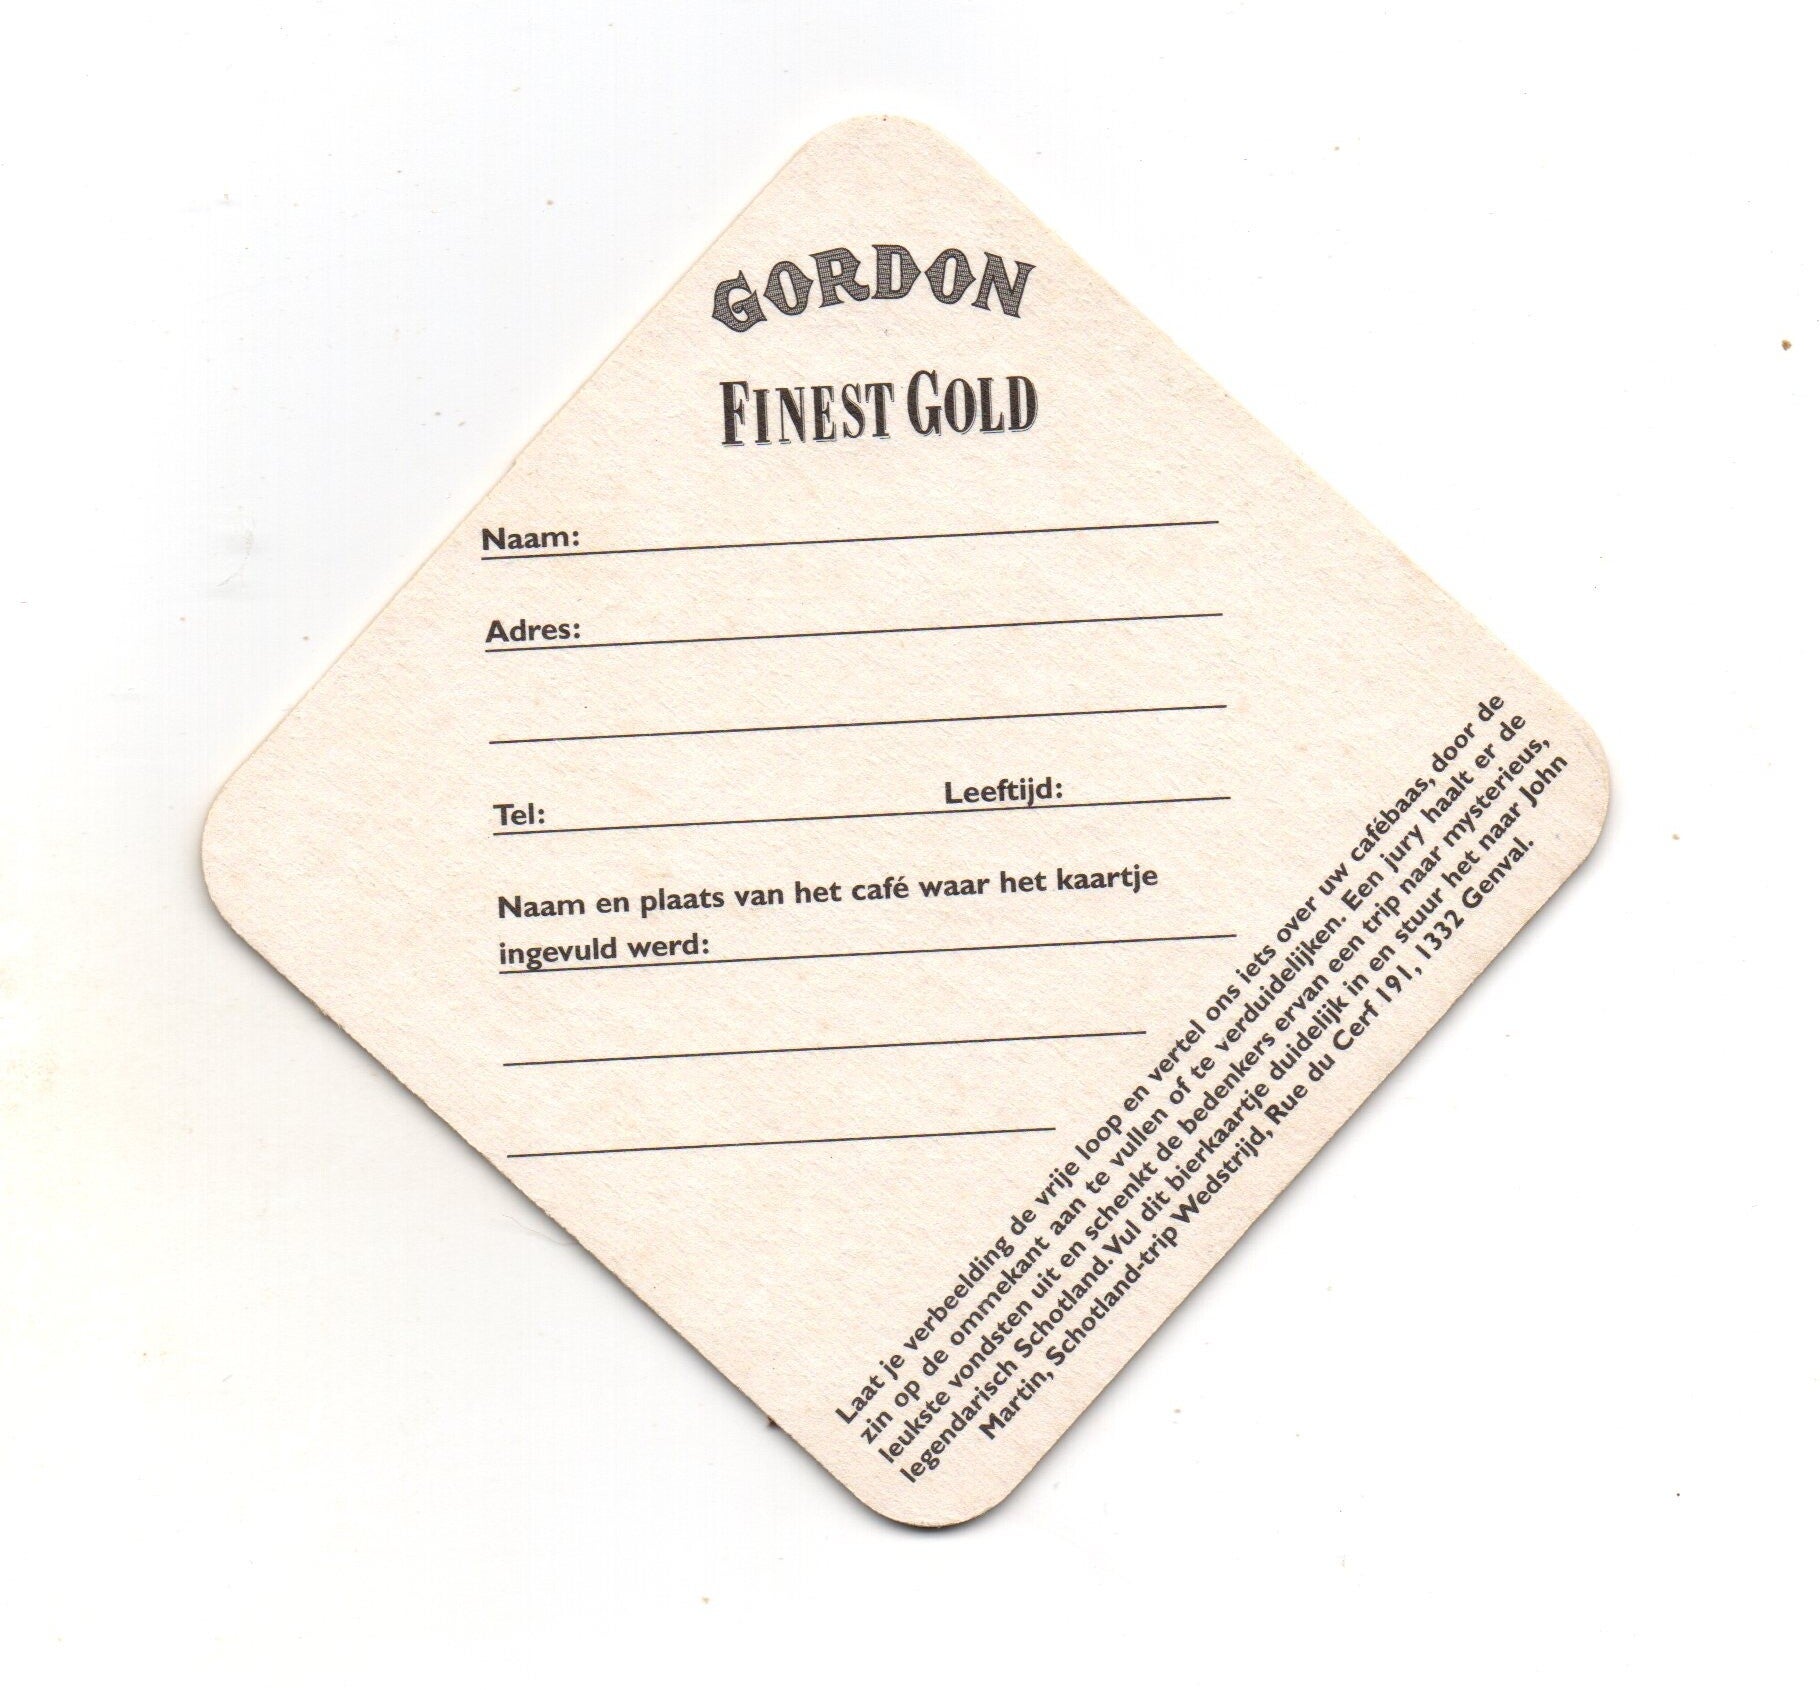 GORDON
FINEST GOLD
Naam:
Adres:
Tel: Leeftijd:
Naam en plaats van het café waar het kaartje
ingevuld werd:
Laat je verbeelding de vrije loop en vertel ons iets over uw cafébaas, door de
zin op de ommekant aan te vullen of te verduidelijken. Een jury haalt er de
leukste vondsten uit en schenkt de bedenkers ervan een trip naar mysterieus,
legendarisch Schotland. Vul dit bierkaartje duidelijk in en stuur het naar John
Martin, Schotland-trip Wedstrijd, Rue du Cerf 191, 1332 Genval.